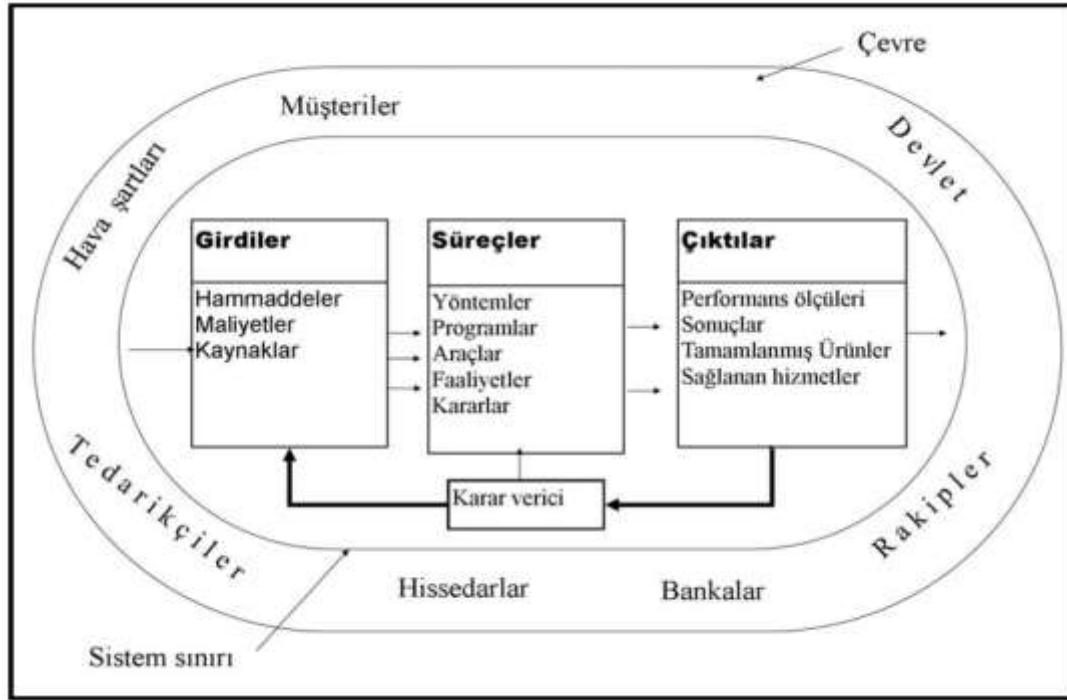 Çevre
Müşteriler
Devlet
Hava şartları
Girdiler
Hammaddeler
Maliyetler
Kaynaklar
Süreçler
Yöntemler
Programlar
Araçlar
Faaliyetler
Kararlar
Çıktılar
Performans ölçüleri
Sonuçlar
Tamamlanmış Ürünler
Sağlanan hizmetler
Karar verici
Tedarikçiler
Rakipler
Hissedarlar
Bankalar
Sistem sınırı